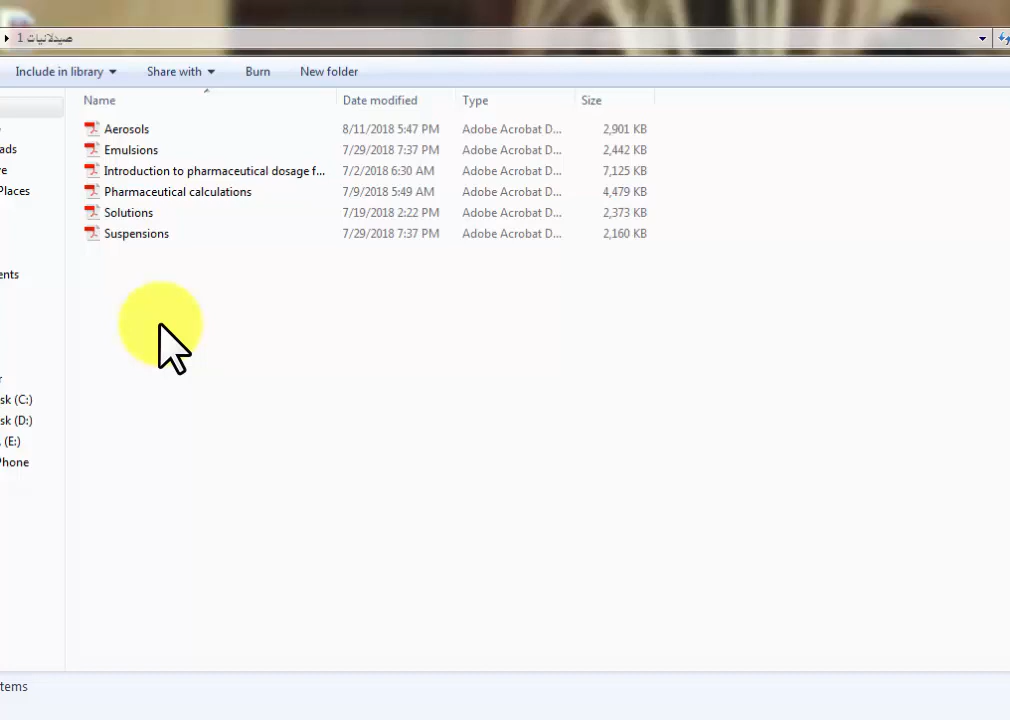 صيدلانيات 1
Include in library Share with Burn New folder
Name Date modified Type Size
Aerosols 8/11/2018 5:47 PM Adobe Acrobat D... 2,901 KB
Emulsions 7/29/2018 7:37 PM Adobe Acrobat D... 2,442 KB
Introduction to pharmaceutical dosage f... 7/2/2018 6:30 AM Adobe Acrobat D... 7,125 KB
Pharmaceutical calculations 7/9/2018 5:49 AM Adobe Acrobat D... 4,479 KB
Solutions 7/19/2018 2:22 PM Adobe Acrobat D... 2,373 KB
Suspensions 7/29/2018 7:37 PM Adobe Acrobat D... 2,160 KB
ads
e
Places
ents
r
sk (C:)
sk (D:)
. (E:)
Phone
tems